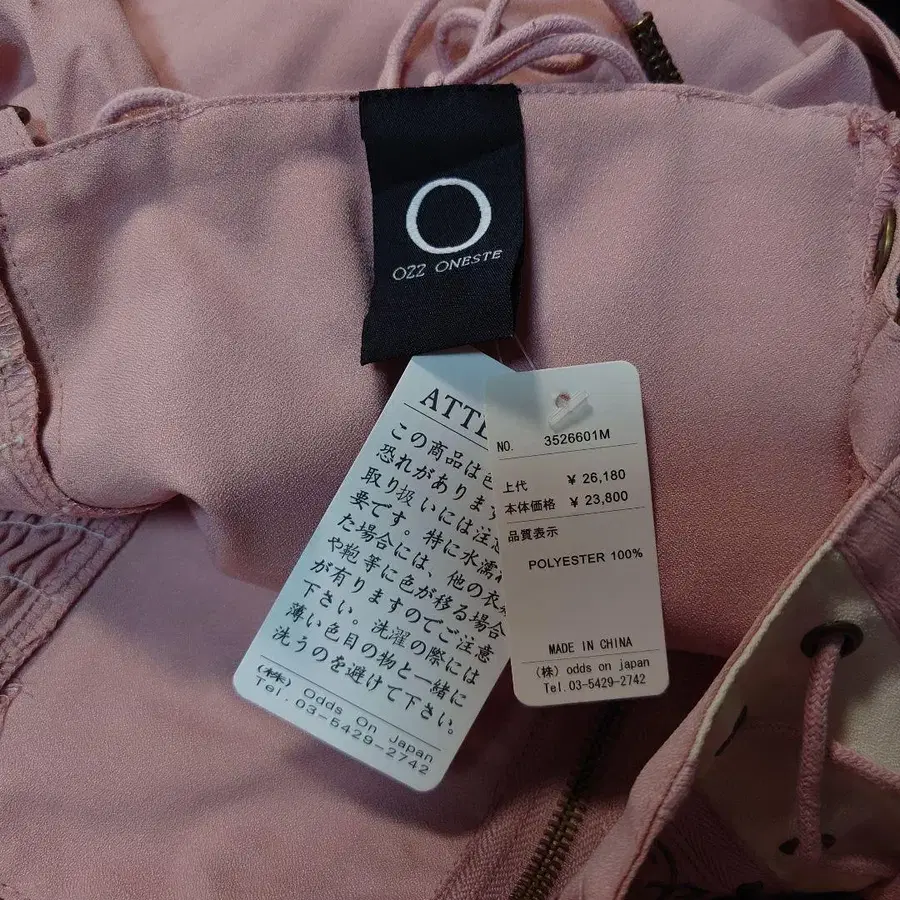 OZZ ONESTE
ATTE
この商品は色
恐れがあります
取り扱いには注意
要です。特に水濡れ
た場合には、他の衣
や鞄等に色が移る場合
が有りますのでご注意
下さい。洗濯の際には
薄い色目の物と一緒に
洗うのを避けて下さい。
(株) Odds On Japan
Tel. 03-5429-2742
NO. 3526601M
上代 ¥ 26,180
本体価格 ¥ 23,800
品質表示
POLYESTER 100%
MADE IN CHINA
(株) odds on japan
Tel. 03-5429-2742